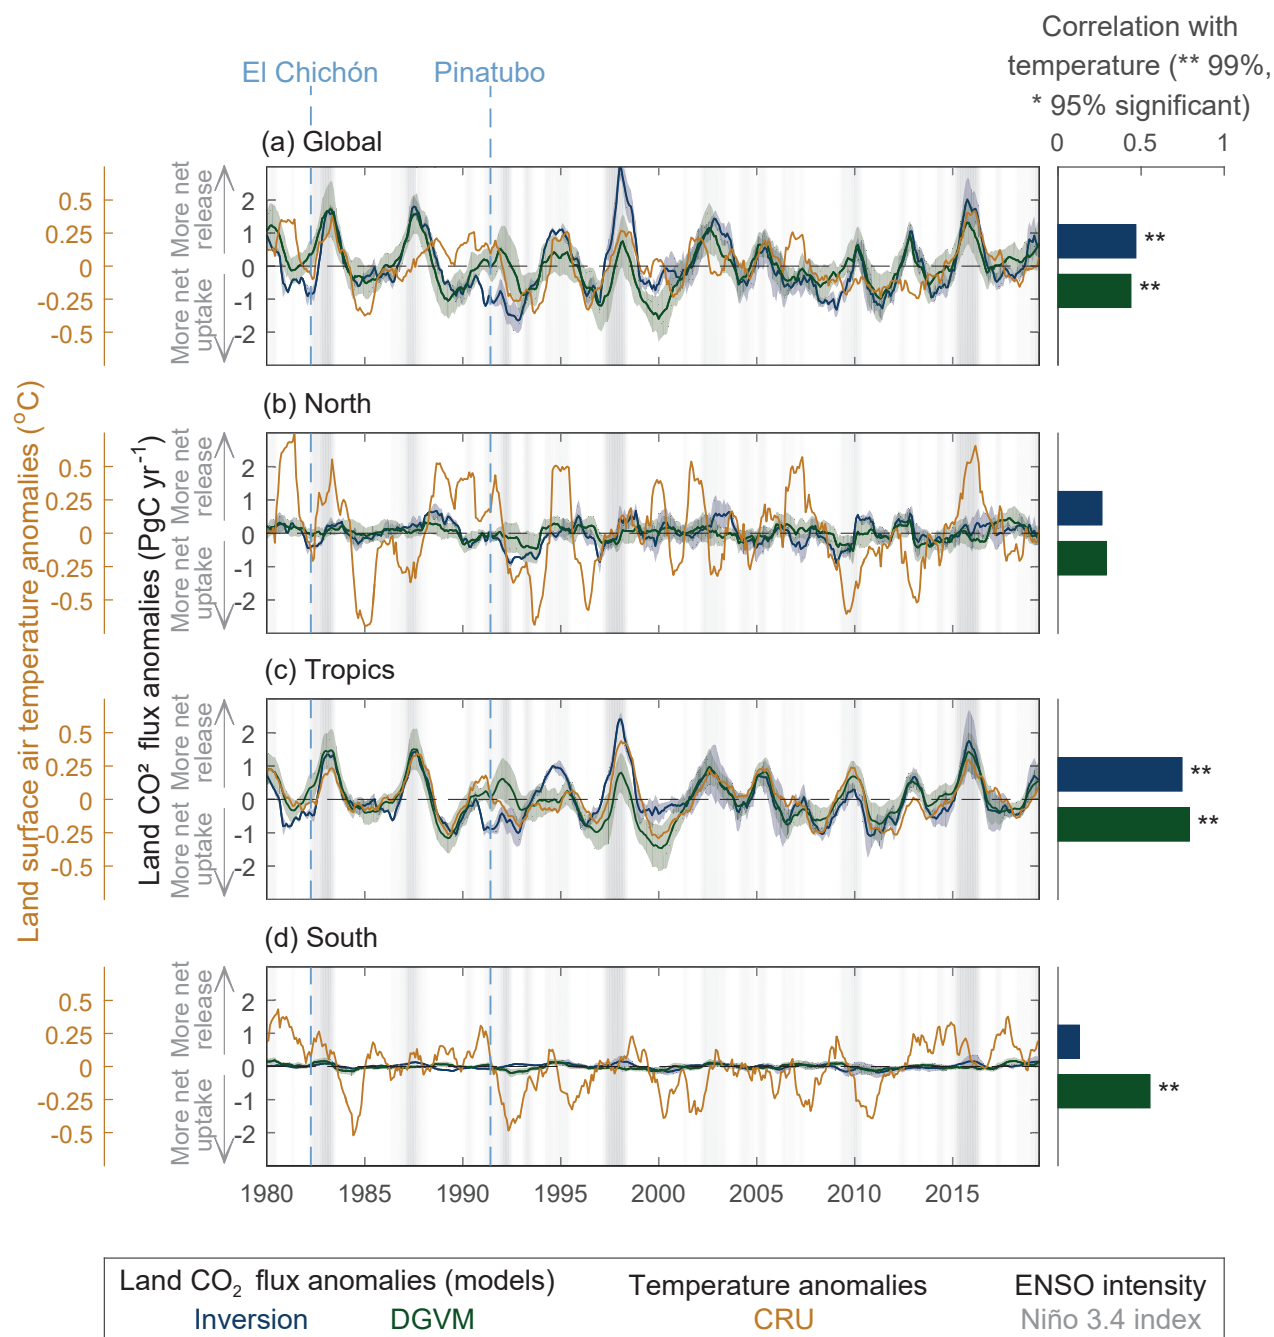 Correlation with
temperature (** 99%,
* 95% significant)
0 0.5 1
El Chichón Pinatubo
(a) Global
More net release
More net uptake
0.5
0.25
0
-0.25
-0.5
2
1
0
-1
-2
**
**
(b) North
More net release
More net uptake
0.5
0.25
0
-0.25
-0.5
2
1
0
-1
-2
Land surface air temperature anomalies (°C)
Land CO² flux anomalies (PgC yr⁻¹)
(c) Tropics
More net release
More net uptake
0.5
0.25
0
-0.25
-0.5
2
1
0
-1
-2
**
**
(d) South
More net release
More net uptake
0.5
0.25
0
-0.25
-0.5
2
1
0
-1
-2
**
1980 1985 1990 1995 2000 2005 2010 2015
Land CO₂ flux anomalies (models) Temperature anomalies ENSO intensity
Inversion DGVM CRU Niño 3.4 index